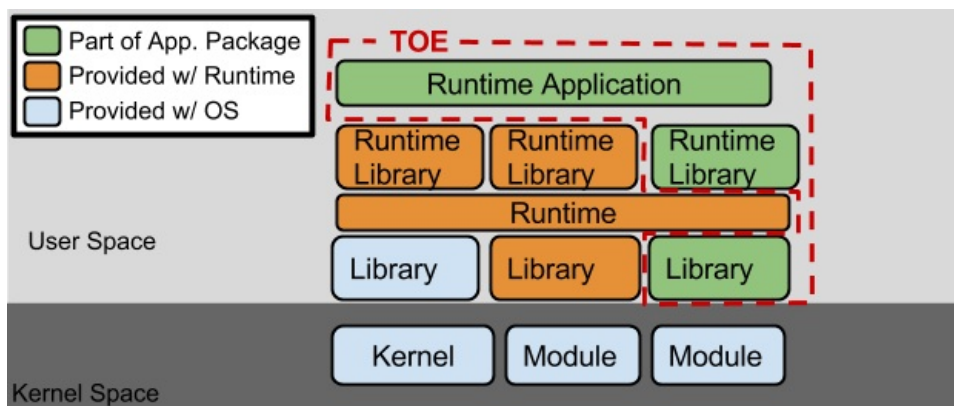 Part of App. Package
Provided w/ Runtime
Provided w/ OS
TOE
Runtime Application
Runtime
Library
Runtime
Library
Runtime
Library
Runtime
User Space
Library
Library
Library
Kernel
Module
Module
Kernel Space